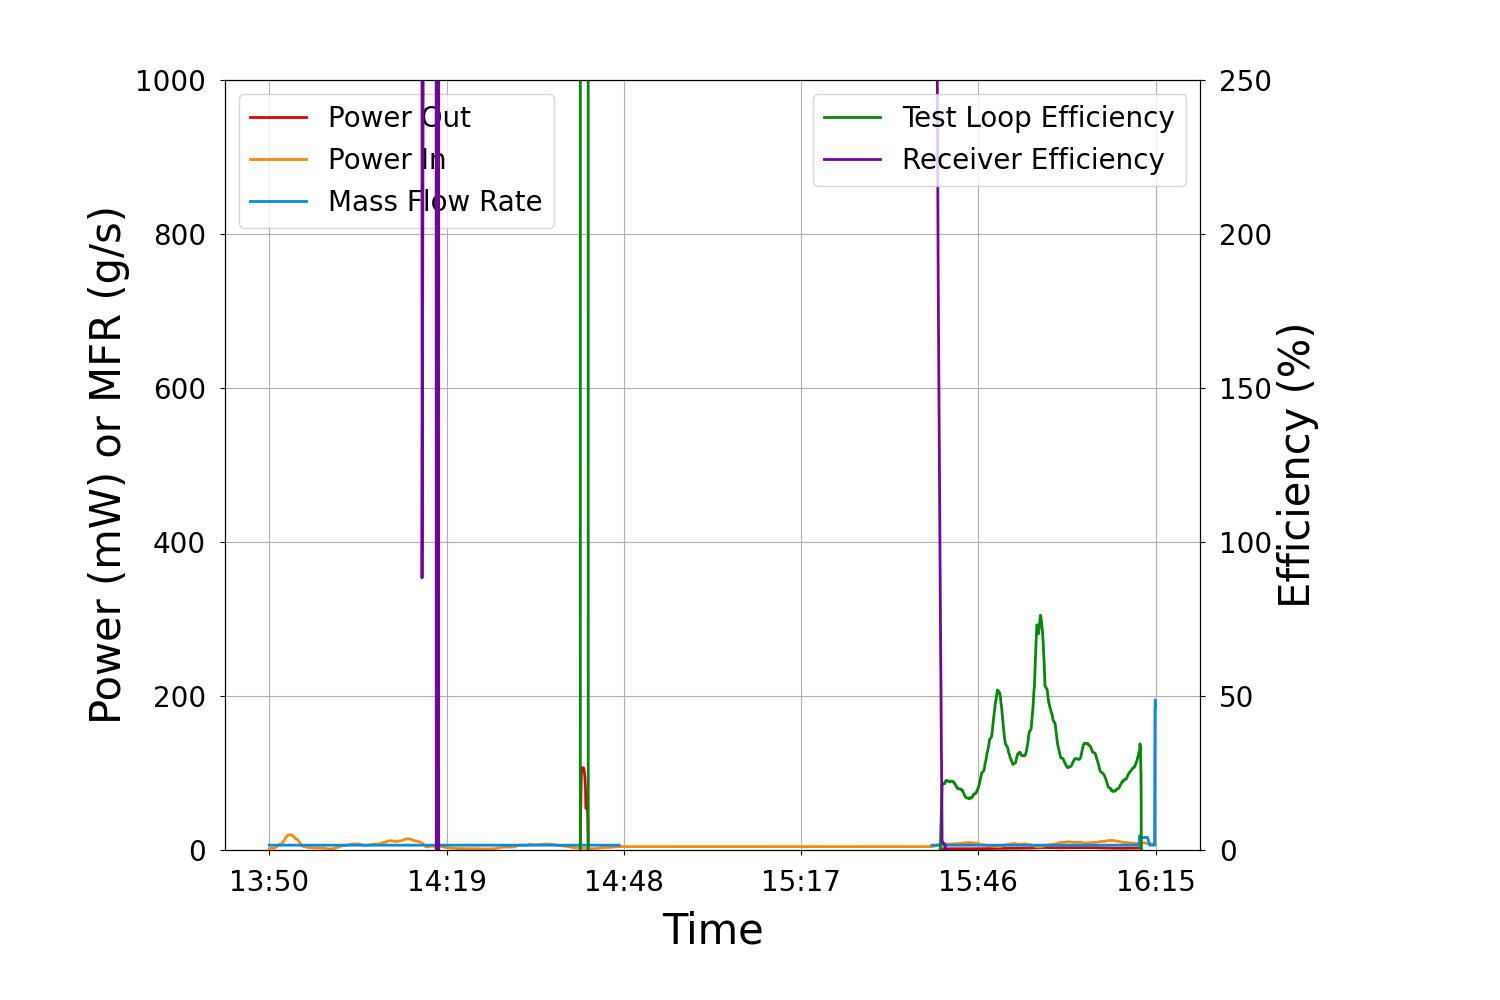 1000
800
600
400
200
0
Power (mW) or MFR (g/s)
Power Out
Power In
Mass Flow Rate
Test Loop Efficiency
Receiver Efficiency
250
200
150
100
50
0
Efficiency (%)
13:50 14:19 14:48 15:17 15:46 16:15
Time